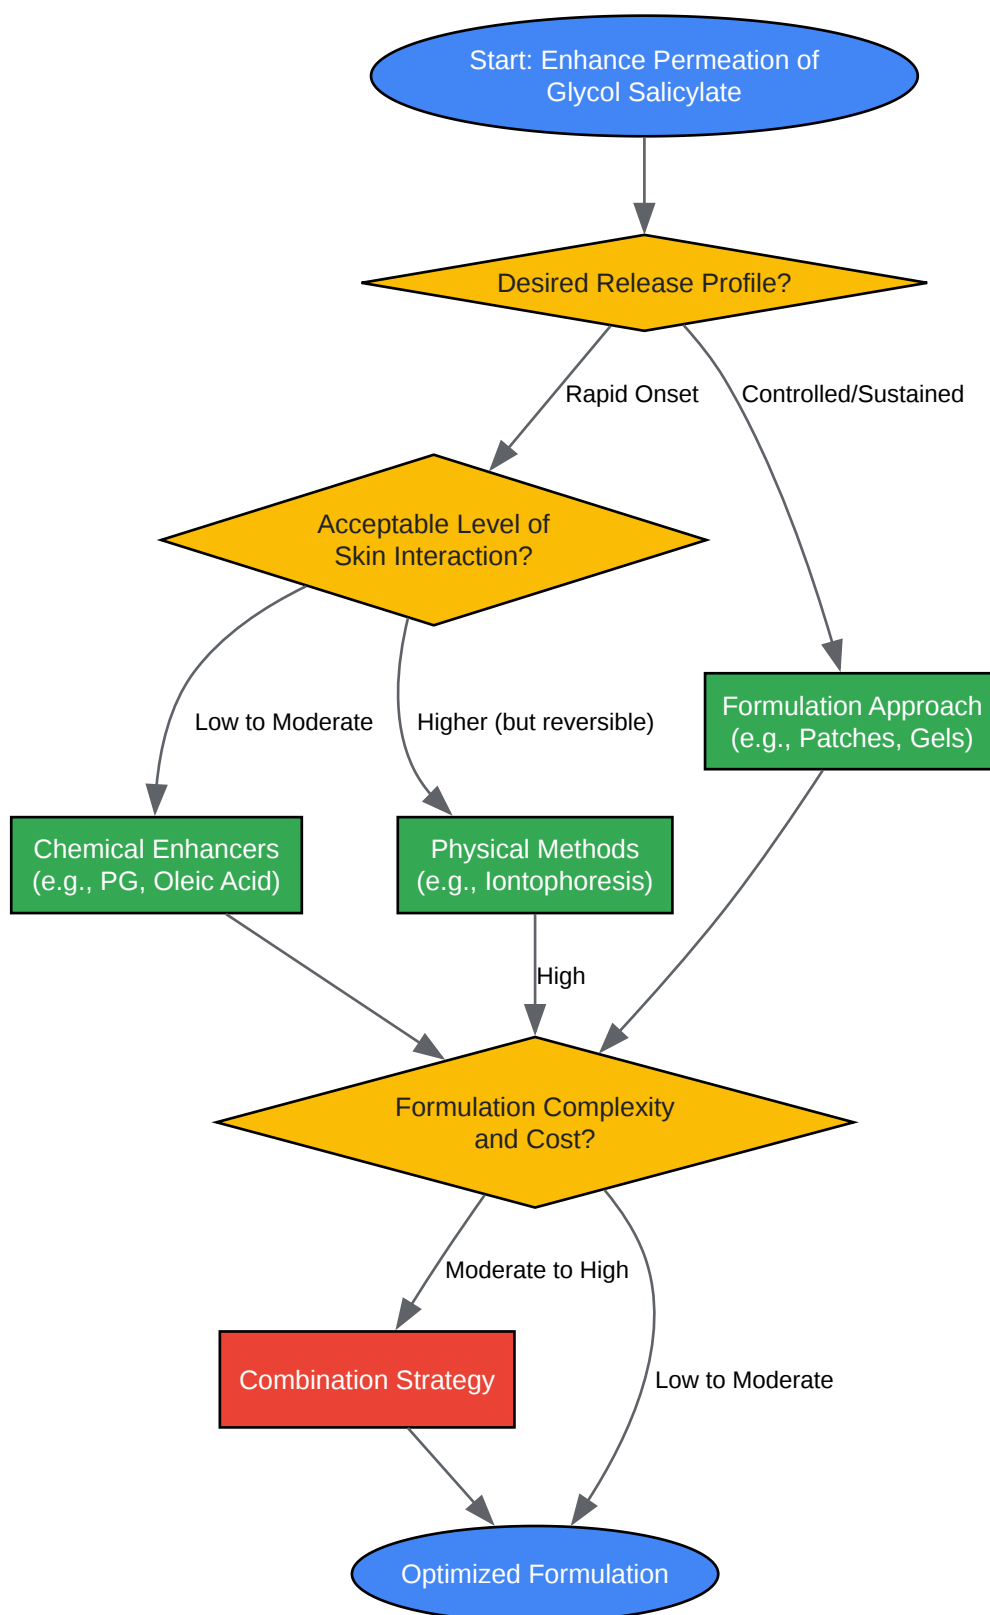 Start: Enhance Permeation of
Glycol Salicylate
Desired Release Profile?
Rapid Onset
Controlled/Sustained
Acceptable Level of
Skin Interaction?
Low to Moderate
Higher (but reversible)
Formulation Approach
(e.g., Patches, Gels)
Chemical Enhancers
(e.g., PG, Oleic Acid)
Physical Methods
(e.g., Iontophoresis)
High
Formulation Complexity
and Cost?
Moderate to High
Combination Strategy
Low to Moderate
Optimized Formulation